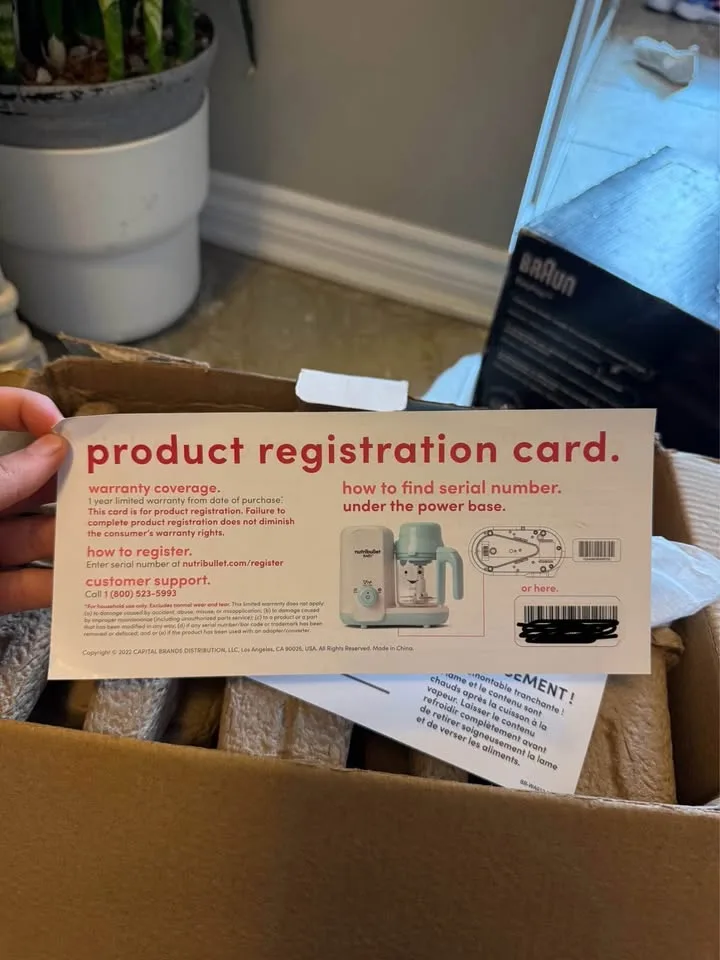 BRAUN
product registration card.
warranty coverage.
1 year limited warranty from date of purchase.*
This card is for product registration. Failure to
complete product registration does not diminish
the consumer's warranty rights.
how to register.
Enter serial number at nutribullet.com/register
customer support.
Call 1 (800) 523-5993
*For household use only. Excludes normal wear and tear. This limited warranty does not apply:
(a) to damage caused by accident, abuse, misuse, or misapplication; (b) to damage caused
by improper maintenance (including unauthorized parts service); (c) to a product or a part
that has been modified in any way; (d) if any serial number/bar code or trademark has been
removed or defaced; and or (e) if the product has been used with an adapter/converter
Copyright © 2022 CAPITAL BRANDS DISTRIBUTION, LLC, Los Angeles, CA 90025, USA. All Rights Reserved. Made in China.
how to find serial number.
under the power base.
nutribullet
BABY
or here.
SEMENT !
montable tranchante !
lame et le contenu sont
chauds après la cuisson à la
vapeur. Laisser le contenu
refroidir complètement avant
de retirer soigneusement la lame
et de verser les aliments.